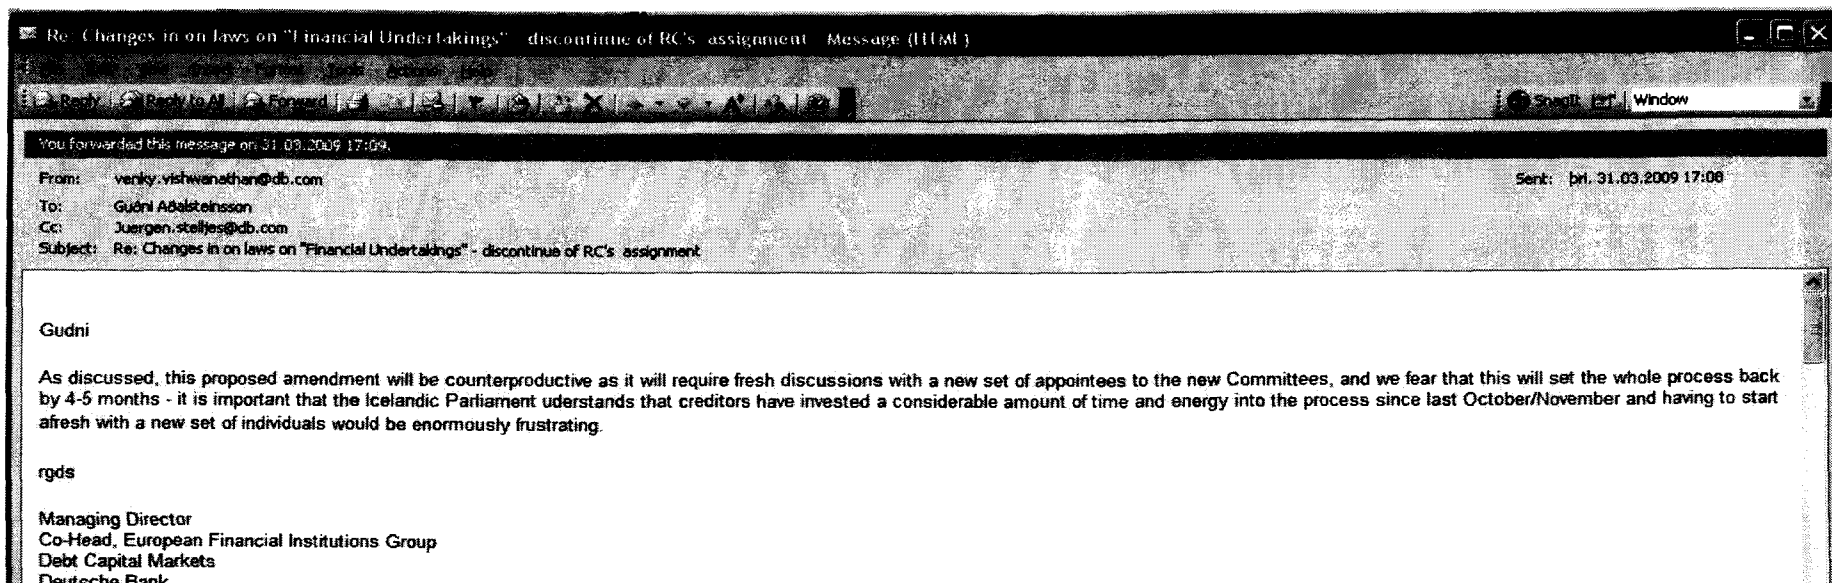 Re: Changes in on laws on "Financial Undertakings" discontinue of RC's assignment Message (HTML)
Tools Actions Help
Reply Reply to All Forward SnagIt Window
You forwarded this message on 31.03.2009 17:09.
From: venky.vishwanathan@db.com Sent: þri. 31.03.2009 17:08
To: Guðni Aðalsteinsson
Cc: Juergen.stelljes@db.com
Subject: Re: Changes in on laws on "Financial Undertakings" - discontinue of RC's assignment
Gudni
As discussed, this proposed amendment will be counterproductive as it will require fresh discussions with a new set of appointees to the new Committees, and we fear that this will set the whole process back
by 4-5 months - it is important that the Icelandic Parliament uderstands that creditors have invested a considerable amount of time and energy into the process since last October/November and having to start
afresh with a new set of individuals would be enormously frustrating.
rgds
Managing Director
Co-Head, European Financial Institutions Group
Debt Capital Markets
Deutsche Bank